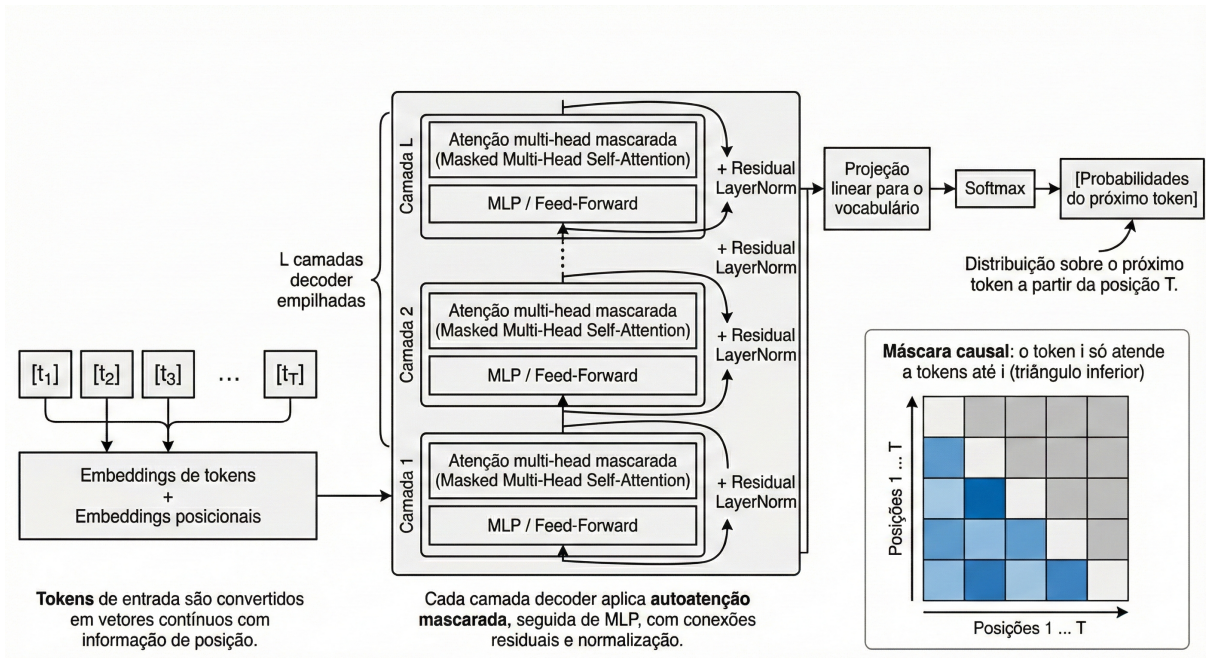 [t1]
[t2]
[t3]
...
[tT]
Embeddings de tokens
+
Embeddings posicionais
Tokens de entrada são convertidos
em vetores contínuos com
informação de posição.
L camadas
decoder
empilhadas
Camada L
Atenção multi-head mascarada
(Masked Multi-Head Self-Attention)
MLP / Feed-Forward
+ Residual
LayerNorm
+ Residual
LayerNorm
Camada 2
Atenção multi-head mascarada
(Masked Multi-Head Self-Attention)
MLP / Feed-Forward
+ Residual
LayerNorm
Camada 1
Atenção multi-head mascarada
(Masked Multi-Head Self-Attention)
MLP / Feed-Forward
+ Residual
LayerNorm
Cada camada decoder aplica autoatenção
mascarada, seguida de MLP, com conexões
residuais e normalização.
Projeção
linear para o
vocabulário
Softmax
[Probabilidades
do próximo token]
Distribuição sobre o próximo
token a partir da posição T.
Máscara causal: o token i só atende
a tokens até i (triângulo inferior)
Posições 1 ... T
Posições 1 ... T